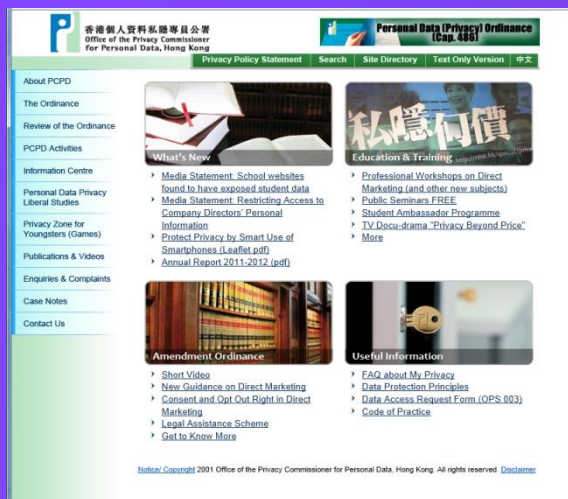 香港個人資料私隱專員公署
Office of the Privacy Commissioner
for Personal Data, Hong Kong
Personal Data (Privacy) Ordinance
(Cap. 486)
Privacy Policy Statement Search Site Directory Text Only Version 中文
About PCPD
The Ordinance
Review of the Ordinance
PCPD Activities
Information Centre
Personal Data Privacy
Liberal Studies
Privacy Zone for
Youngsters (Games)
Publications & Videos
Enquiries & Complaints
Case Notes
Contact Us
What's New
Media Statement: School websites
found to have exposed student data
Media Statement: Restricting Access to
Company Directors' Personal
Information
Protect Privacy by Smart Use of
Smartphones (Leaflet pdf)
Annual Report 2011-2012 (pdf)
私隱何價
Education & Training
Professional Workshops on Direct
Marketing (and other new subjects)
Public Seminars FREE
Student Ambassador Programme
TV Docu-drama "Privacy Beyond Price"
More
Amendment Ordinance
Short Video
New Guidance on Direct Marketing
Consent and Opt Out Right in Direct
Marketing
Legal Assistance Scheme
Get to Know More
Useful Information
FAQ about My Privacy
Data Protection Principles
Data Access Request Form (OPS 003)
Code of Practice
Notice/ Copyright 2001 Office of the Privacy Commissioner for Personal Data, Hong Kong. All rights reserved. Disclaimer